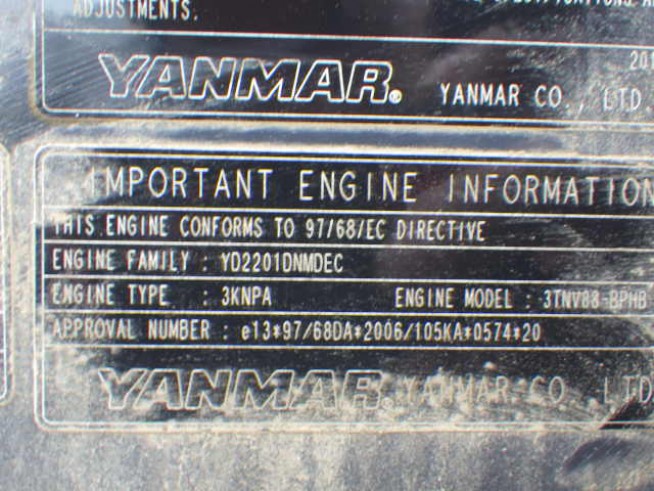 ADJUSTMENTS.
201
YANMAR® YANMAR CO., LTD.
IMPORTANT ENGINE INFORMATION
THIS ENGINE CONFORMS TO 97/68/EC DIRECTIVE
ENGINE FAMILY : YD2201DNMDEC
ENGINE TYPE : 3KNPA ENGINE MODEL : 3TNV88-BPHB
APPROVAL NUMBER : e13*97/68DA*2006/105KA*0574*20
YANMAR® YANMAR CO., LTD